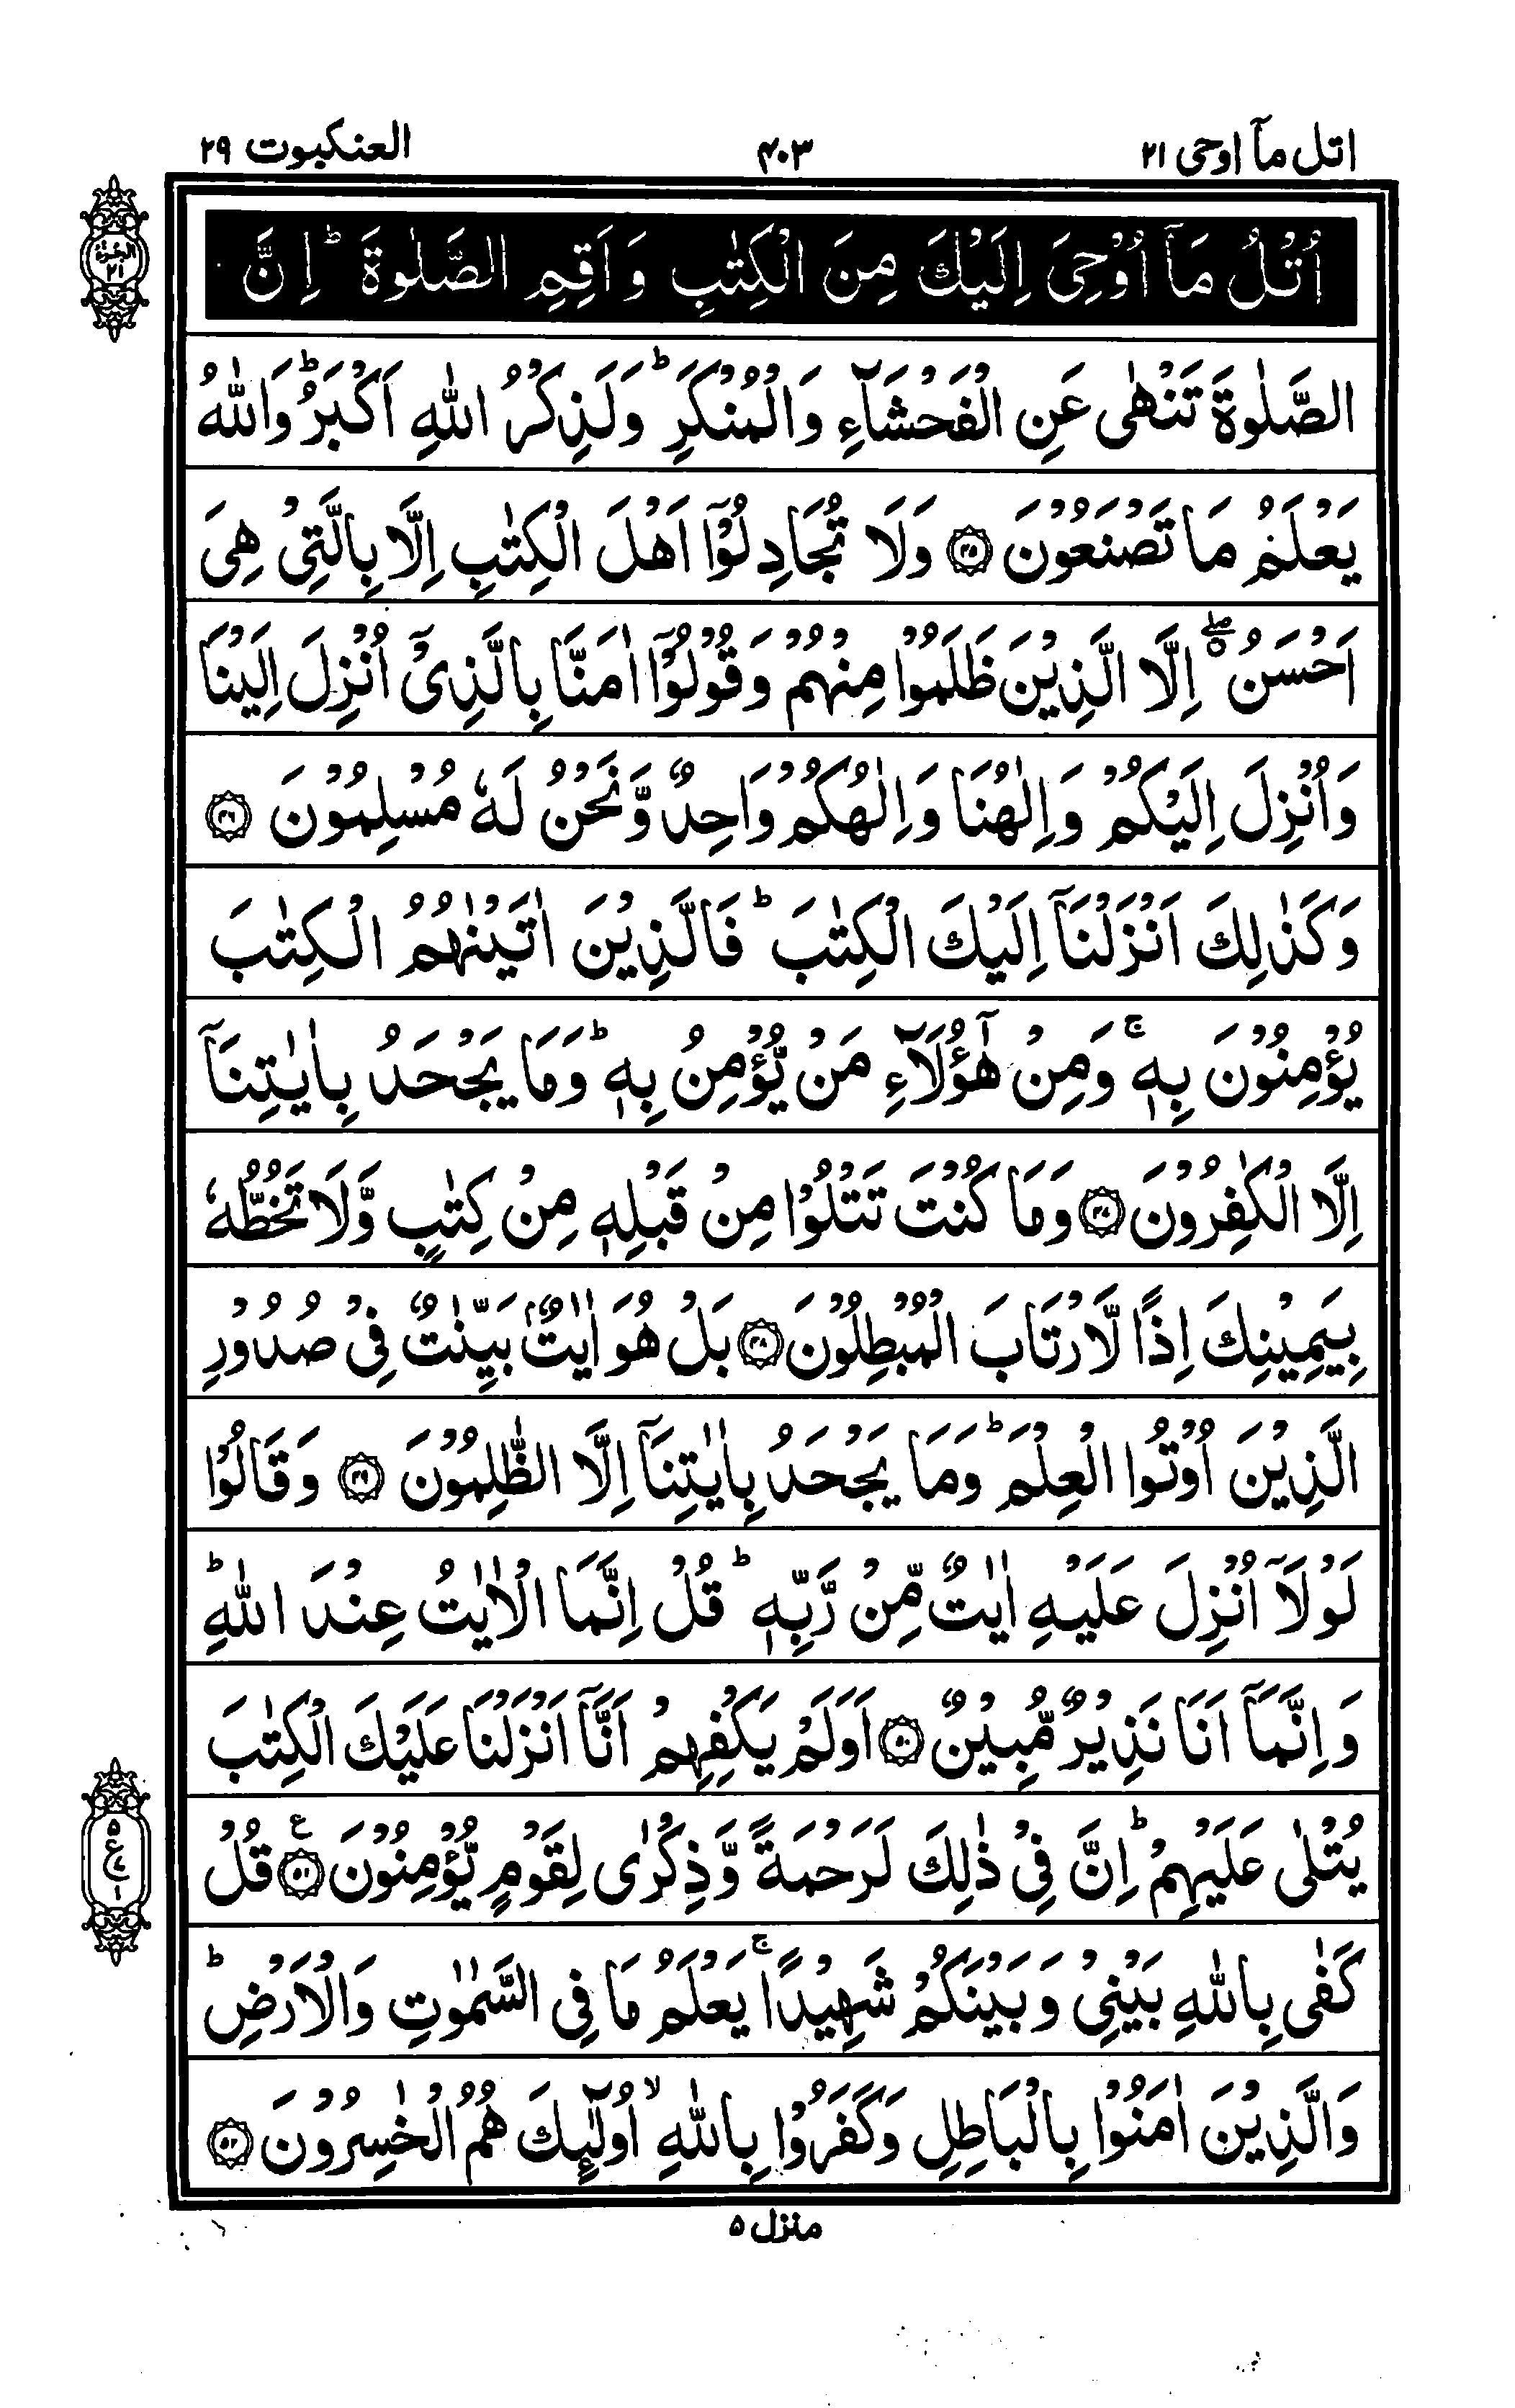 اتل مآ اوحی ۲۱
۴۰۳
العنکبوت ۲۹
اُتۡلُ مَاۤ اُوۡحِیَ اِلَیۡكَ مِنَ الۡكِتٰبِ وَ اَقِمِ الصَّلٰوةَ ؕ اِنَّ
الجزء ۲۱
الصَّلٰوةَ تَنۡهٰی عَنِ الۡفَحۡشَآءِ وَالۡمُنۡكَرِ ؕ وَلَذِكۡرُ اللّٰهِ اَكۡبَرُ ؕ وَاللّٰهُ
یَعۡلَمُ مَا تَصۡنَعُوۡنَ ﴿۴۵﴾ وَلَا تُجَادِلُوۡۤا اَهۡلَ الۡكِتٰبِ اِلَّا بِالَّتِیۡ هِیَ
اَحۡسَنُ ۖ٭ اِلَّا الَّذِیۡنَ ظَلَمُوۡا مِنۡهُمۡ وَقُوۡلُوۡۤا اٰمَنَّا بِالَّذِیۡۤ اُنۡزِلَ اِلَیۡنَا
وَاُنۡزِلَ اِلَیۡكُمۡ وَاِلٰهُنَا وَاِلٰهُكُمۡ وَاحِدٌ وَّنَحۡنُ لَهٗ مُسۡلِمُوۡنَ ﴿۴۶﴾
وَكَذٰلِكَ اَنۡزَلۡنَاۤ اِلَیۡكَ الۡكِتٰبَ ؕ فَالَّذِیۡنَ اٰتَیۡنٰهُمُ الۡكِتٰبَ
یُؤۡمِنُوۡنَ بِهٖ ۚ وَمِنۡ هٰۤؤُلَآءِ مَنۡ یُّؤۡمِنُ بِهٖ ؕ وَمَا یَجۡحَدُ بِاٰیٰتِنَاۤ
اِلَّا الۡكٰفِرُوۡنَ ﴿۴۷﴾ وَمَا كُنۡتَ تَتۡلُوۡا مِنۡ قَبۡلِهٖ مِنۡ كِتٰبٍ وَّلَا تَخُطُّهٗ
بِیَمِیۡنِكَ اِذًا لَّارۡتَابَ الۡمُبۡطِلُوۡنَ ﴿۴۸﴾ بَلۡ هُوَ اٰیٰتٌۢ بَیِّنٰتٌ فِیۡ صُدُوۡرِ
الَّذِیۡنَ اُوۡتُوا الۡعِلۡمَ ؕ وَمَا یَجۡحَدُ بِاٰیٰتِنَاۤ اِلَّا الظّٰلِمُوۡنَ ﴿۴۹﴾ وَقَالُوۡا
لَوۡلَاۤ اُنۡزِلَ عَلَیۡهِ اٰیٰتٌ مِّنۡ رَّبِّهٖ ؕ قُلۡ اِنَّمَا الۡاٰیٰتُ عِنۡدَ اللّٰهِ ؕ
وَ اِنَّمَاۤ اَنَا نَذِیۡرٌ مُّبِیۡنٌ ﴿۵۰﴾ اَوَلَمۡ یَكۡفِهِمۡ اَنَّاۤ اَنۡزَلۡنَا عَلَیۡكَ الۡكِتٰبَ
یُتۡلٰی عَلَیۡهِمۡ ؕ اِنَّ فِیۡ ذٰلِكَ لَرَحۡمَةً وَّذِكۡرٰی لِقَوۡمٍ یُّؤۡمِنُوۡنَ ﴿۵۱﴾ ع قُلۡ
۵
ع
۱
كَفٰی بِاللّٰهِ بَیۡنِیۡ وَ بَیۡنَكُمۡ شَهِیۡدًا ۚ یَعۡلَمُ مَا فِی السَّمٰوٰتِ وَالۡاَرۡضِ ؕ
وَالَّذِیۡنَ اٰمَنُوۡا بِالۡبَاطِلِ وَكَفَرُوۡا بِاللّٰهِ ۙ اُولٰٓئِكَ هُمُ الۡخٰسِرُوۡنَ ﴿۵۲﴾
منزل ۵